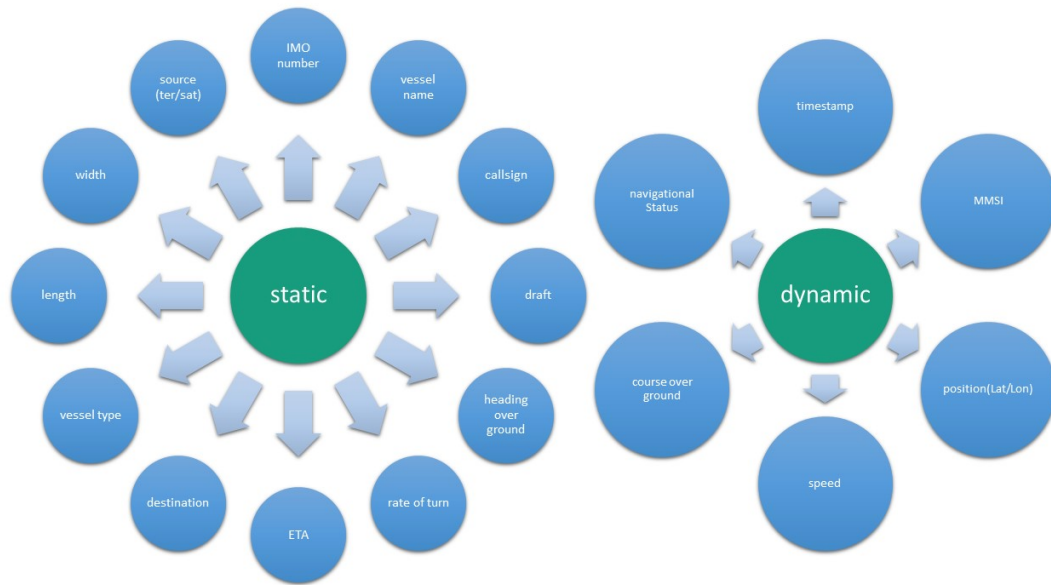 static
IMO
number
vessel
name
callsign
draft
heading
over
ground
rate of turn
ETA
destination
vessel type
length
width
source
(ter/sat)
dynamic
timestamp
MMSI
position(Lat/Lon)
speed
course over
ground
navigational
Status